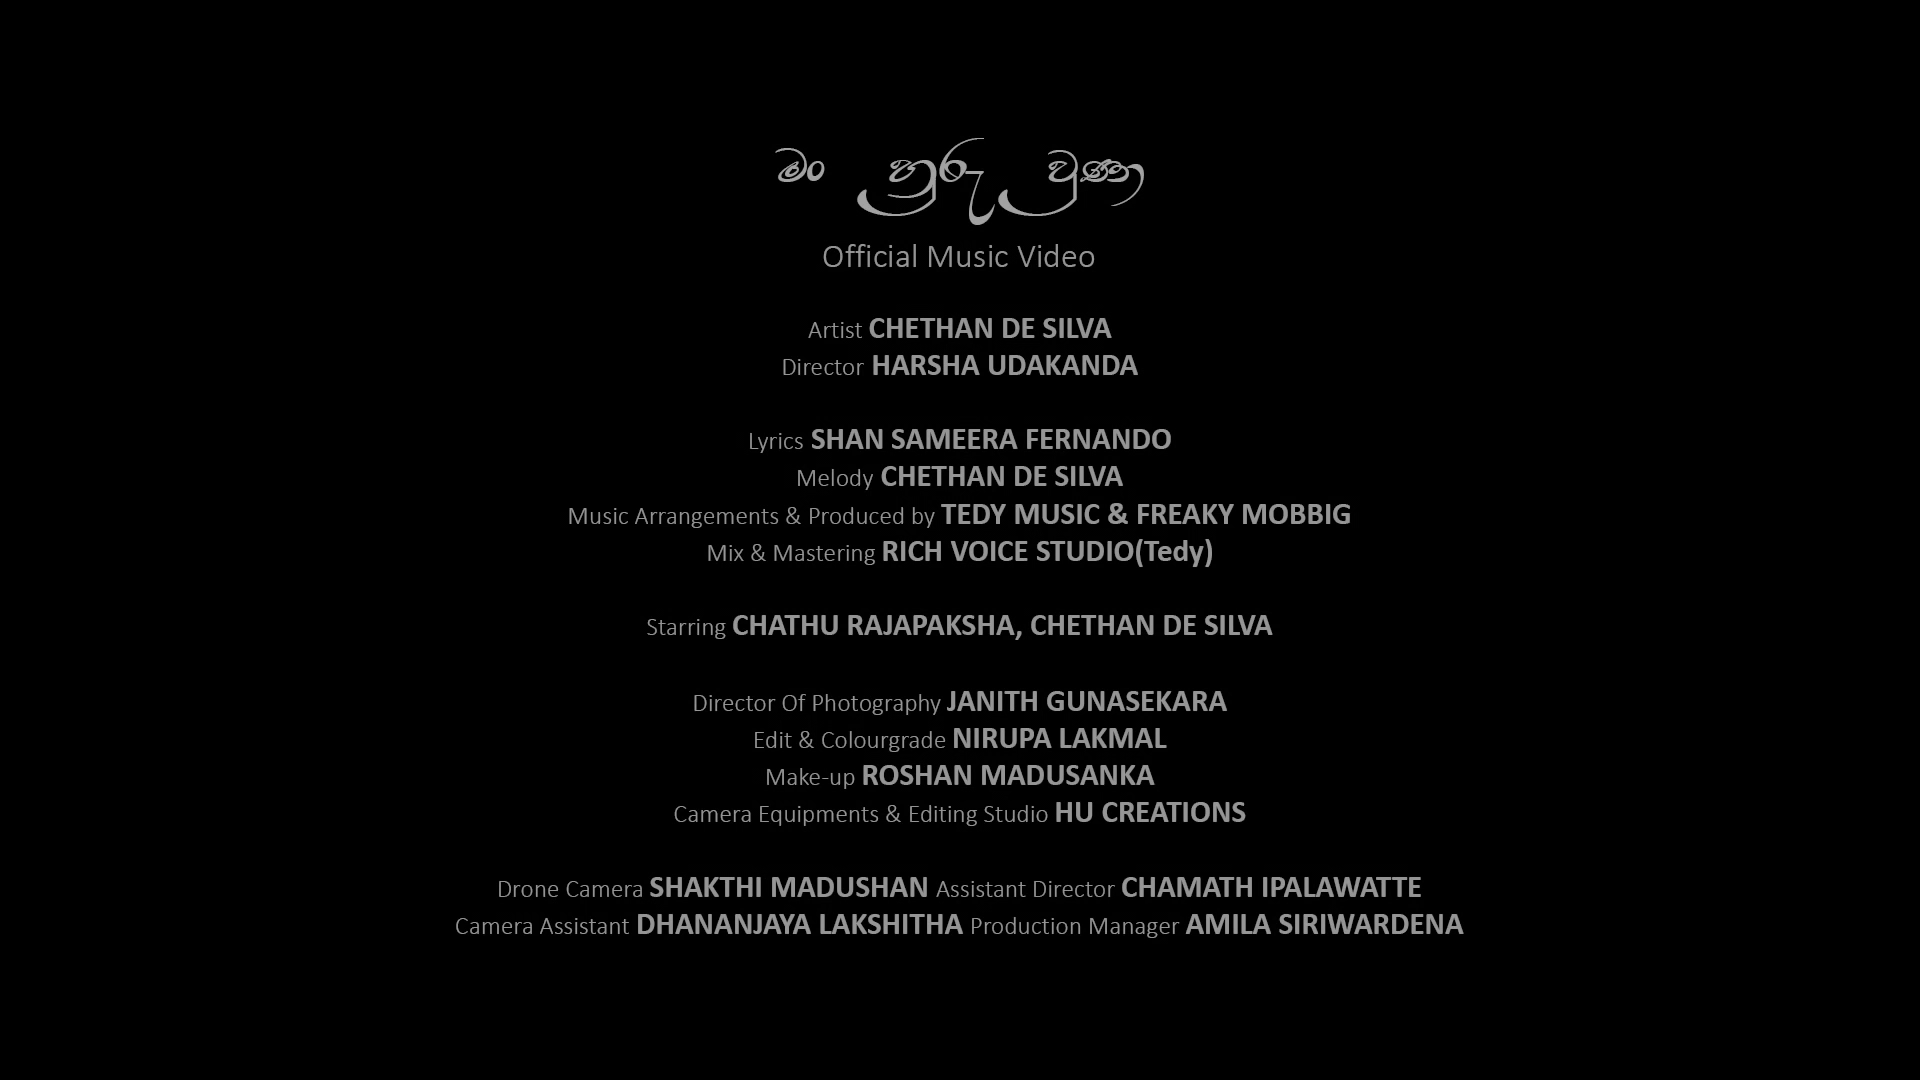 මං හුරු වුණා
Official Music Video
Artist CHETHAN DE SILVA
Director HARSHA UDAKANDA
Lyrics SHAN SAMEERA FERNANDO
Melody CHETHAN DE SILVA
Music Arrangements & Produced by TEDY MUSIC & FREAKY MOBBIG
Mix & Mastering RICH VOICE STUDIO(Tedy)
Starring CHATHU RAJAPAKSHA, CHETHAN DE SILVA
Director Of Photography JANITH GUNASEKARA
Edit & Colourgrade NIRUPA LAKMAL
Make-up ROSHAN MADUSANKA
Camera Equipments & Editing Studio HU CREATIONS
Drone Camera SHAKTHI MADUSHAN Assistant Director CHAMATH IPALAWATTE
Camera Assistant DHANANJAYA LAKSHITHA Production Manager AMILA SIRIWARDENA